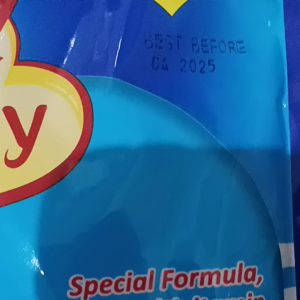 BEST BEFORE
04 2025
y
Special Formula,